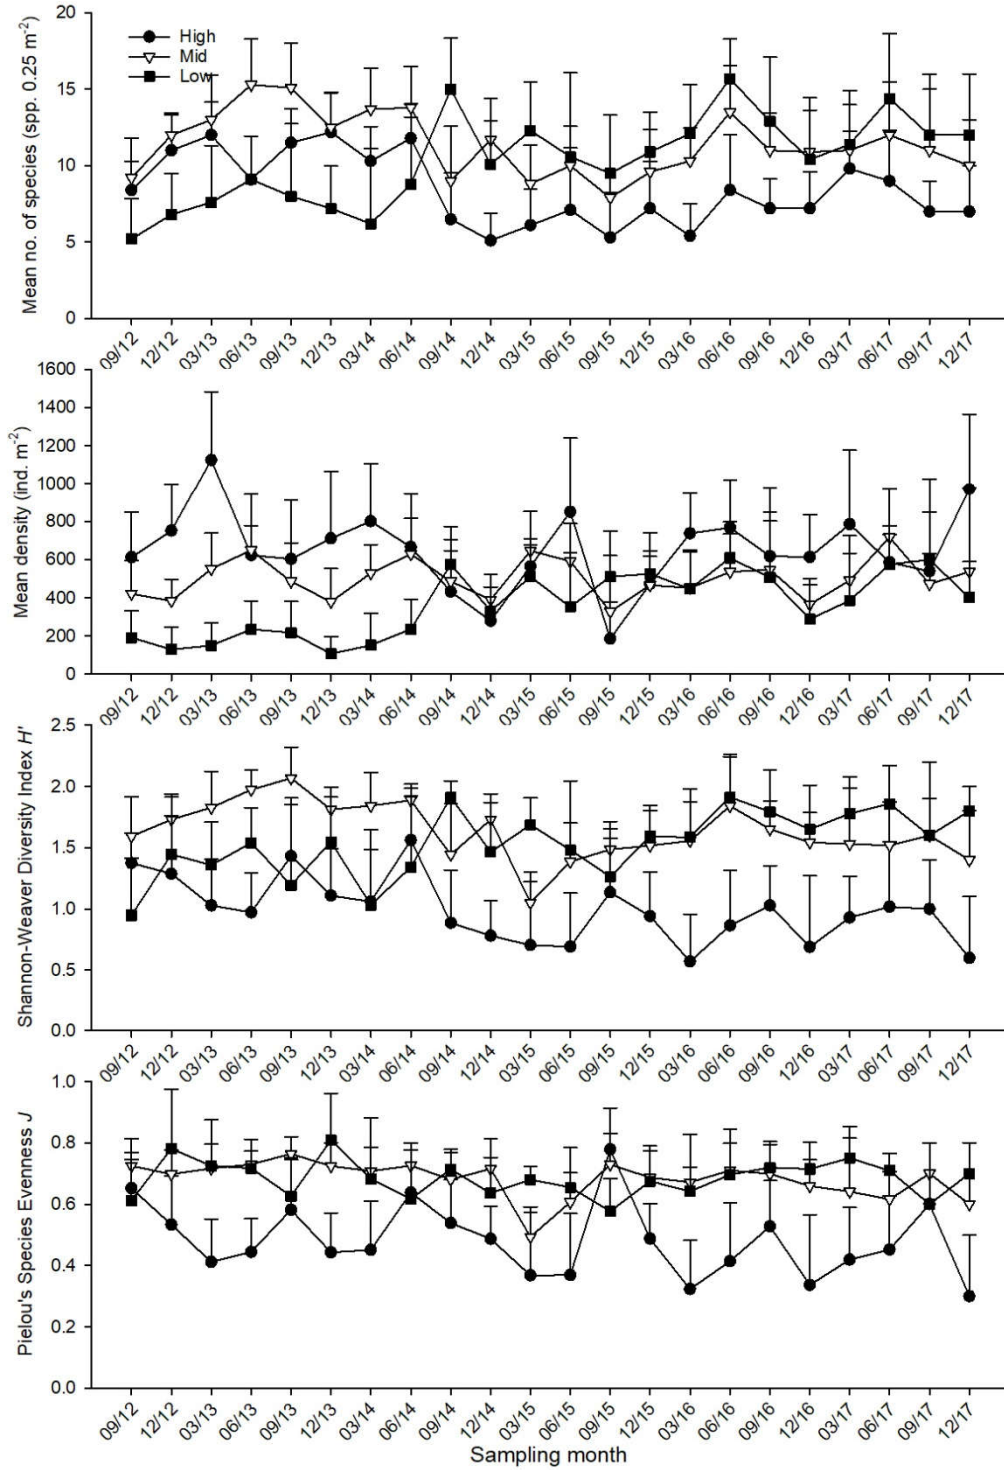 Mean no. of species (spp. 0.25 m⁻²)
20
15
10
5
0
High
Mid
Low
09/12 12/12 03/13 06/13 09/13 12/13 03/14 06/14 09/14 12/14 03/15 06/15 09/15 12/15 03/16 06/16 09/16 12/16 03/17 06/17 09/17 12/17
Mean density (ind. m⁻²)
1600
1400
1200
1000
800
600
400
200
0
09/12 12/12 03/13 06/13 09/13 12/13 03/14 06/14 09/14 12/14 03/15 06/15 09/15 12/15 03/16 06/16 09/16 12/16 03/17 06/17 09/17 12/17
Shannon-Weaver Diversity Index H'
2.5
2.0
1.5
1.0
0.5
0.0
09/12 12/12 03/13 06/13 09/13 12/13 03/14 06/14 09/14 12/14 03/15 06/15 09/15 12/15 03/16 06/16 09/16 12/16 03/17 06/17 09/17 12/17
Pielou's Species Evenness J
1.0
0.8
0.6
0.4
0.2
0.0
09/12 12/12 03/13 06/13 09/13 12/13 03/14 06/14 09/14 12/14 03/15 06/15 09/15 12/15 03/16 06/16 09/16 12/16 03/17 06/17 09/17 12/17
Sampling month